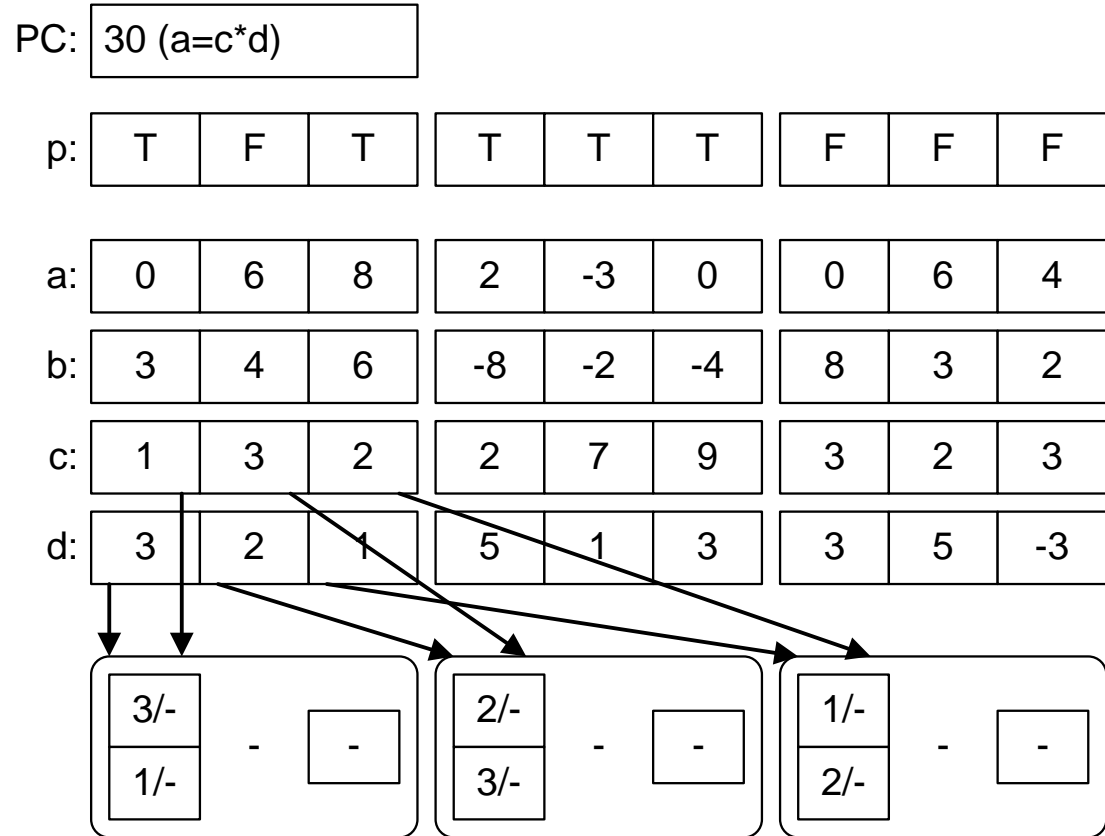 PC: 30 (a=c*d)
p: T F T T T T F F F
a: 0 6 8 2 -3 0 0 6 4
b: 3 4 6 -8 -2 -4 8 3 2
c: 1 3 2 2 7 9 3 2 3
d: 3 2 1 5 1 3 3 5 -3
3/- 2/- 1/-
- - - - - -
1/- 3/- 2/-